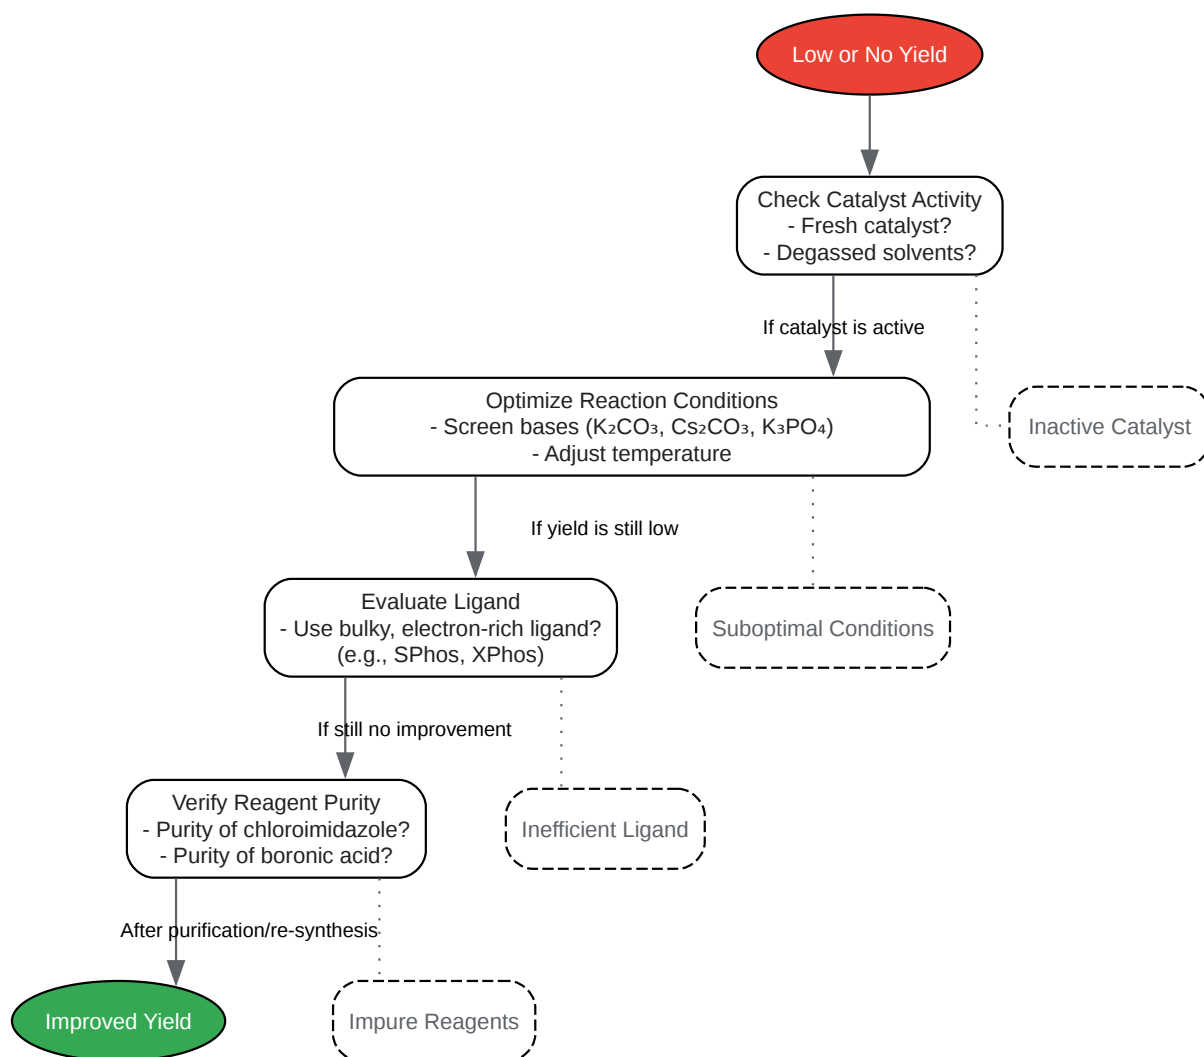 Low or No Yield
Check Catalyst Activity
- Fresh catalyst?
- Degassed solvents?
If catalyst is active
Optimize Reaction Conditions
- Screen bases (K₂CO₃, Cs₂CO₃, K₃PO₄)
- Adjust temperature
Inactive Catalyst
If yield is still low
Evaluate Ligand
- Use bulky, electron-rich ligand?
(e.g., SPhos, XPhos)
Suboptimal Conditions
If still no improvement
Verify Reagent Purity
- Purity of chloroimidazole?
- Purity of boronic acid?
Inefficient Ligand
After purification/re-synthesis
Improved Yield
Impure Reagents